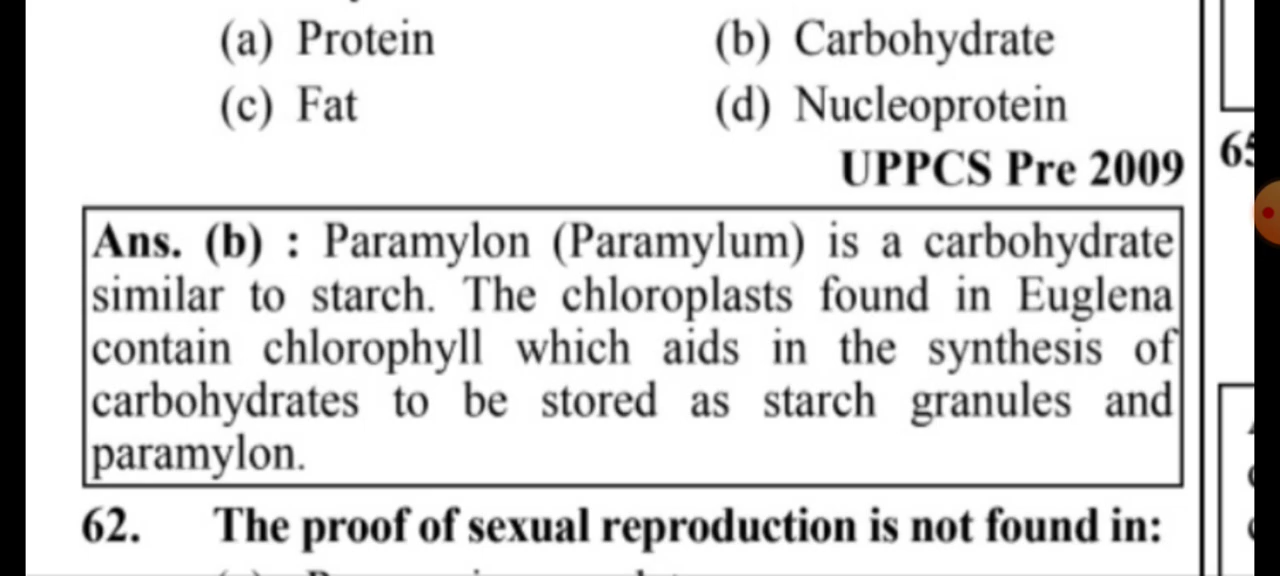 (a) Protein (b) Carbohydrate
(c) Fat (d) Nucleoprotein
UPPCS Pre 2009
Ans. (b) : Paramylon (Paramylum) is a carbohydrate
similar to starch. The chloroplasts found in Euglena
contain chlorophyll which aids in the synthesis of
carbohydrates to be stored as starch granules and
paramylon.
62. The proof of sexual reproduction is not found in: